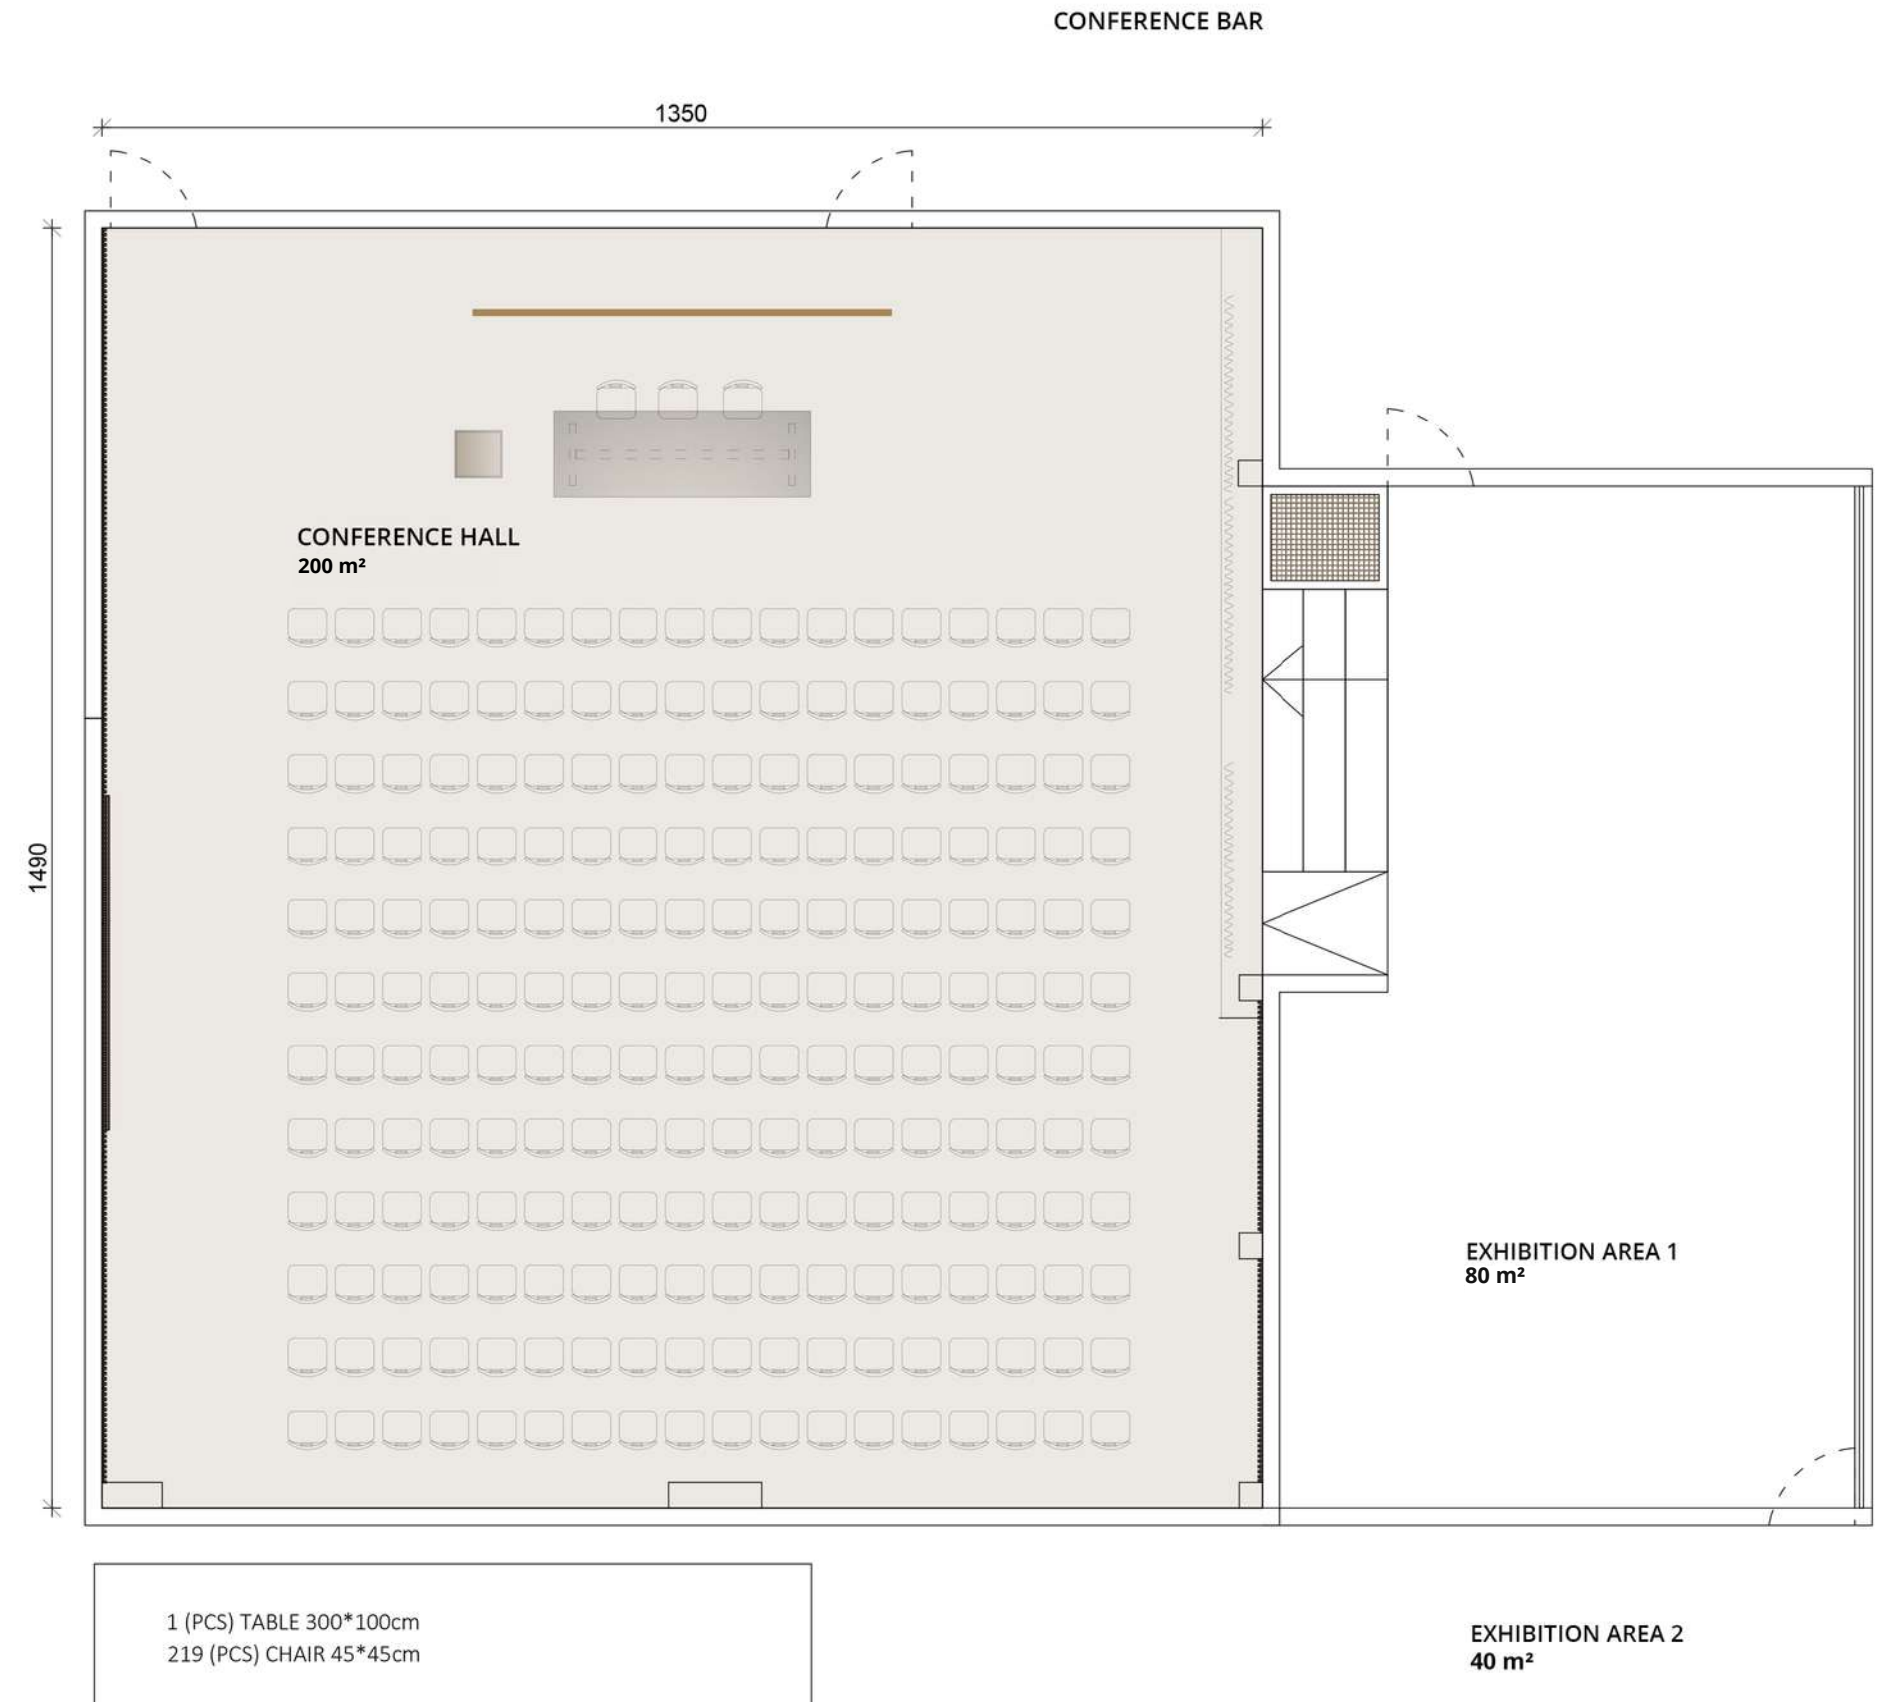 CONFERENCE BAR
1350
CONFERENCE HALL
200 m²
1490
EXHIBITION AREA 1
80 m²
1 (PCS) TABLE 300*100cm
219 (PCS) CHAIR 45*45cm
EXHIBITION AREA 2
40 m²